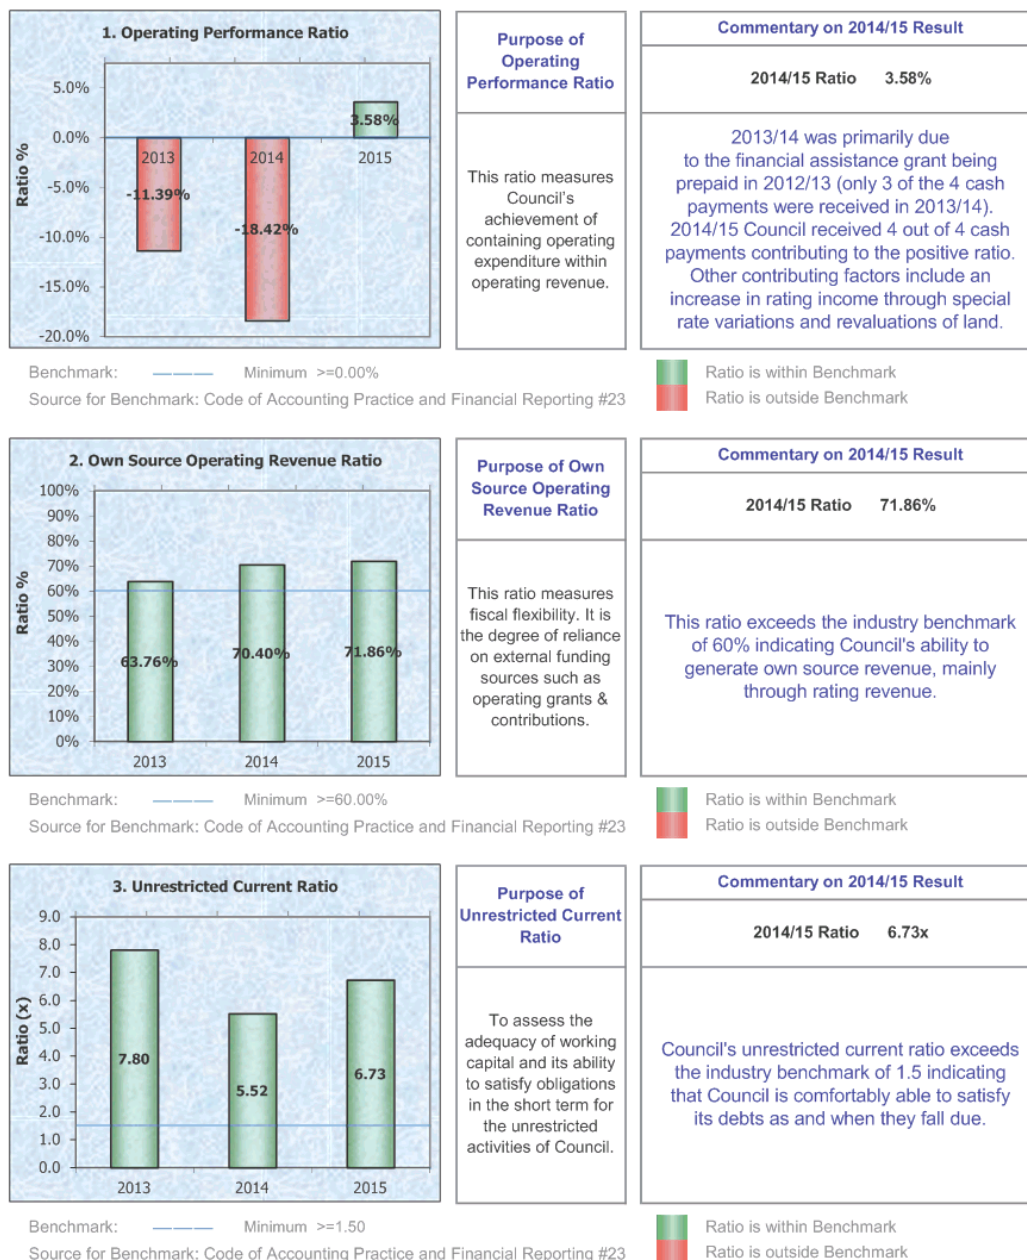 1. Operating Performance Ratio
Ratio %
5.0%
0.0%
-5.0%
-10.0%
-15.0%
-20.0%
2013
2014
2015
-11.39%
-18.42%
3.58%
Purpose of
Operating
Performance Ratio
This ratio measures
Council's
achievement of
containing operating
expenditure within
operating revenue.
Commentary on 2014/15 Result
2014/15 Ratio 3.58%
2013/14 was primarily due
to the financial assistance grant being
prepaid in 2012/13 (only 3 of the 4 cash
payments were received in 2013/14).
2014/15 Council received 4 out of 4 cash
payments contributing to the positive ratio.
Other contributing factors include an
increase in rating income through special
rate variations and revaluations of land.
Benchmark: Minimum >=0.00%
Source for Benchmark: Code of Accounting Practice and Financial Reporting #23
Ratio is within Benchmark
Ratio is outside Benchmark
2. Own Source Operating Revenue Ratio
Ratio %
100%
90%
80%
70%
60%
50%
40%
30%
20%
10%
0%
63.76%
70.40%
71.86%
2013
2014
2015
Purpose of Own
Source Operating
Revenue Ratio
This ratio measures
fiscal flexibility. It is
the degree of reliance
on external funding
sources such as
operating grants &
contributions.
Commentary on 2014/15 Result
2014/15 Ratio 71.86%
This ratio exceeds the industry benchmark
of 60% indicating Council's ability to
generate own source revenue, mainly
through rating revenue.
Benchmark: Minimum >=60.00%
Source for Benchmark: Code of Accounting Practice and Financial Reporting #23
Ratio is within Benchmark
Ratio is outside Benchmark
3. Unrestricted Current Ratio
Ratio (x)
9.0
8.0
7.0
6.0
5.0
4.0
3.0
2.0
1.0
0.0
7.80
5.52
6.73
2013
2014
2015
Purpose of
Unrestricted Current
Ratio
To assess the
adequacy of working
capital and its ability
to satisfy obligations
in the short term for
the unrestricted
activities of Council.
Commentary on 2014/15 Result
2014/15 Ratio 6.73x
Council's unrestricted current ratio exceeds
the industry benchmark of 1.5 indicating
that Council is comfortably able to satisfy
its debts as and when they fall due.
Benchmark: Minimum >=1.50
Source for Benchmark: Code of Accounting Practice and Financial Reporting #23
Ratio is within Benchmark
Ratio is outside Benchmark